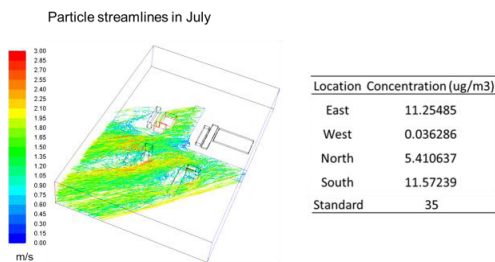 Particle streamlines in July
3.00
2.85
2.70
2.55
2.40
2.25
2.10
1.95
1.80
1.65
1.50
1.35
1.20
1.05
0.90
0.75
0.60
0.45
0.30
0.15
0.00
m/s
Location Concentration (ug/m3)
East 11.25485
West 0.036286
North 5.410637
South 11.57239
Standard 35